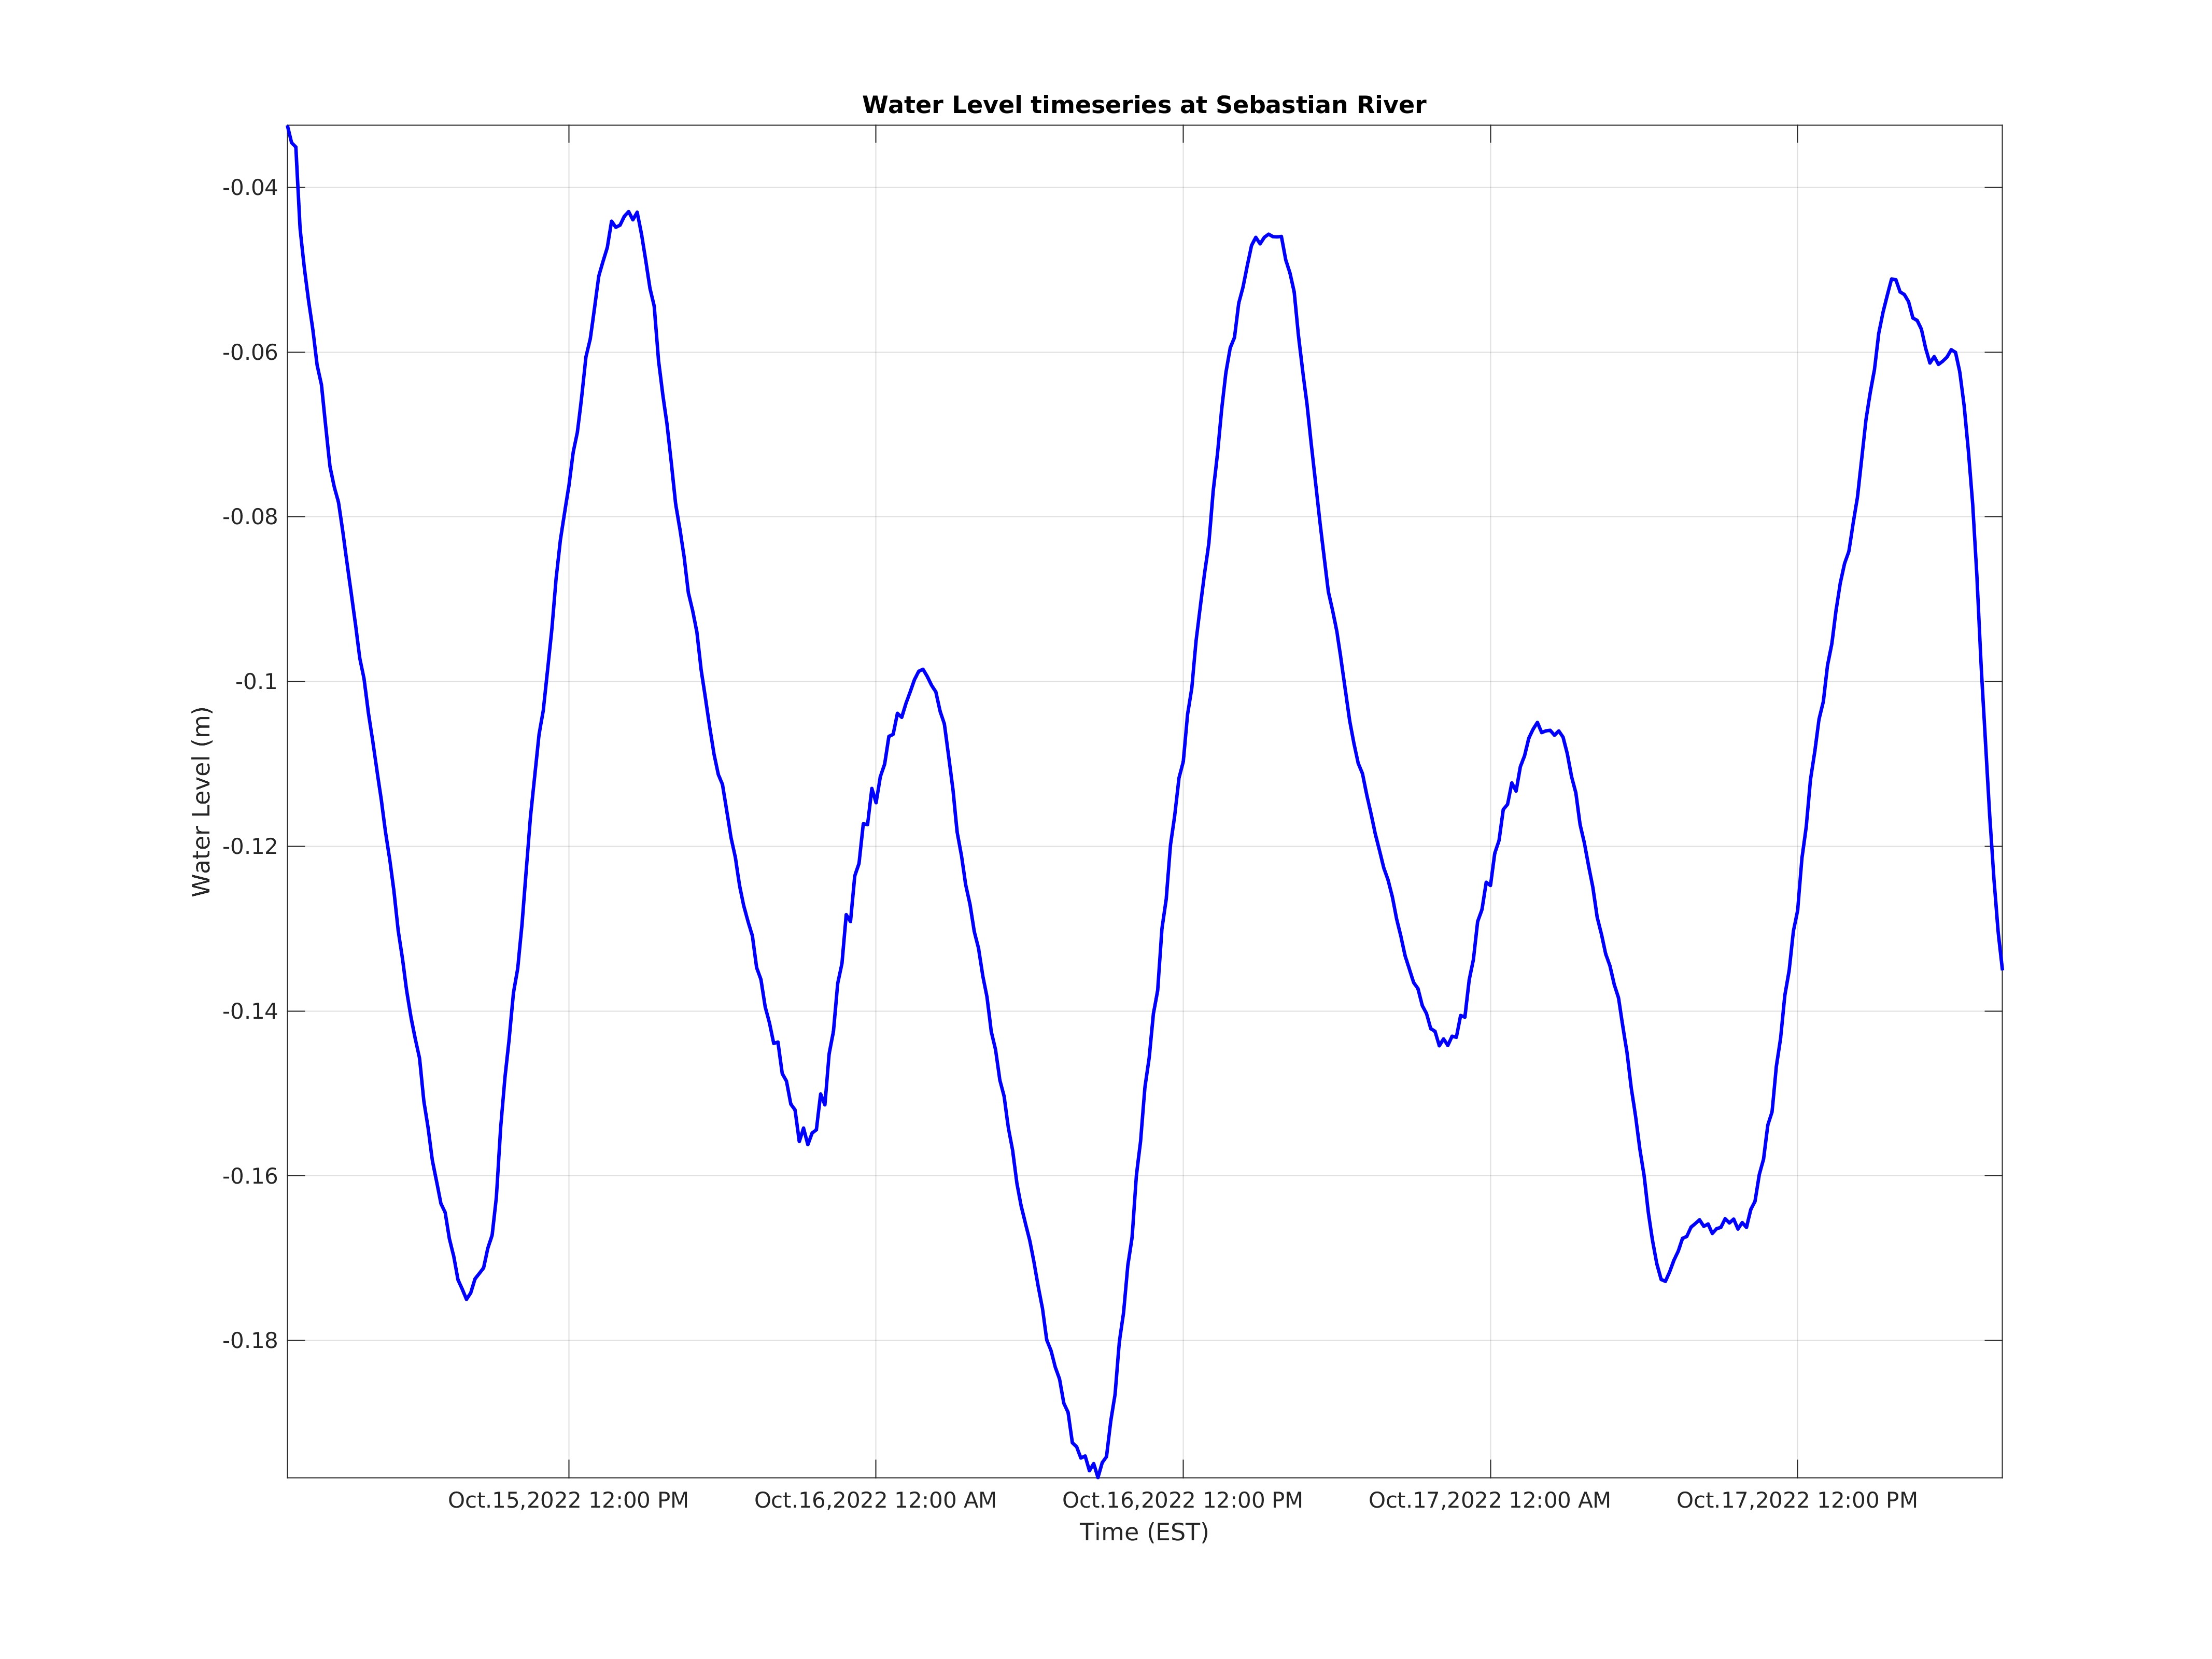 Water Level timeseries at Sebastian River
-0.04
-0.06
-0.08
-0.1
-0.12
-0.14
-0.16
-0.18
Water Level (m)
Oct.15,2022 12:00 PM
Oct.16,2022 12:00 AM
Oct.16,2022 12:00 PM
Oct.17,2022 12:00 AM
Oct.17,2022 12:00 PM
Time (EST)